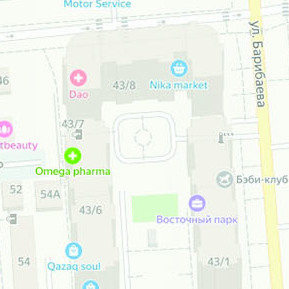 Motor Service
ул. Барибаева
46
Dao
43/8
Nika market
43/7
tbeauty
Omega pharma
Бэби-клуб
52
54А
43/6
Восточный парк
54
Qazaq soul
43/1